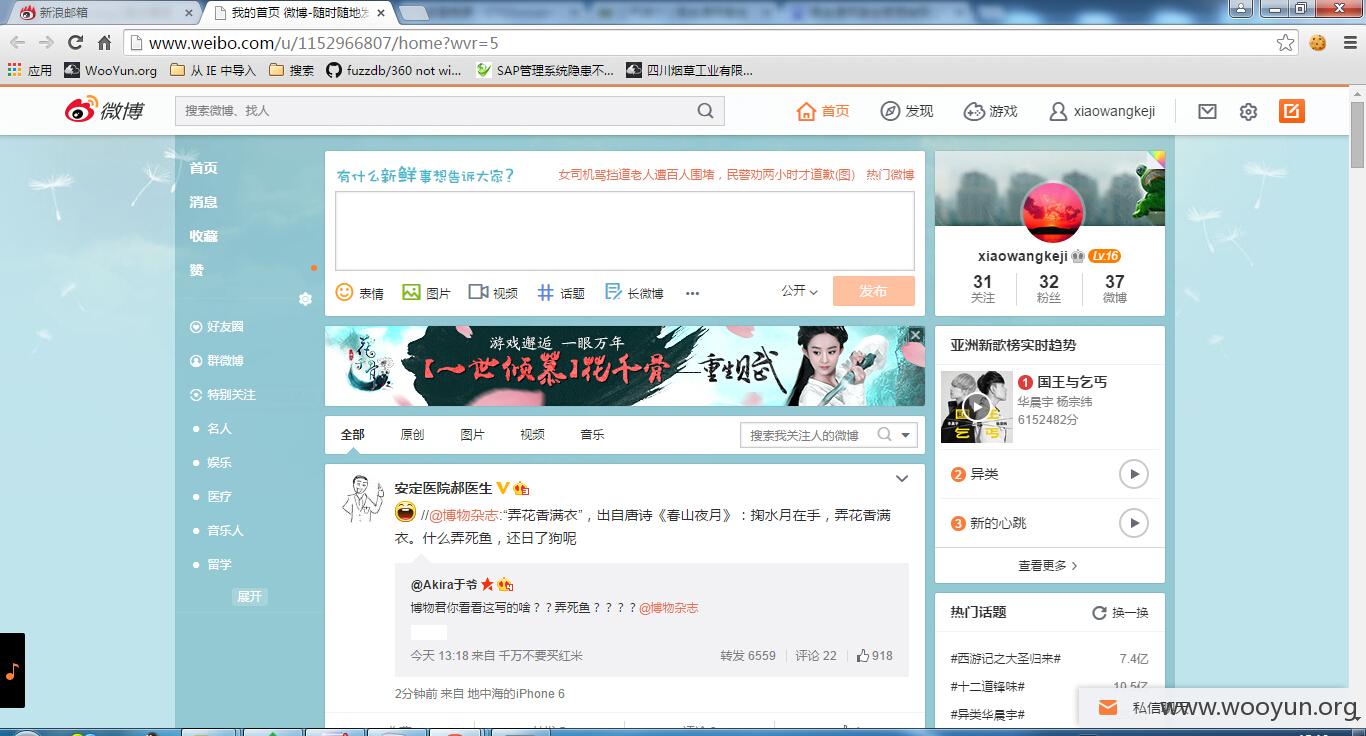 新浪邮箱
我的首页 微博-随时随地发
www.weibo.com/u/1152966807/home?wvr=5
应用 WooYun.org 从 IE 中导入 搜索 fuzzdb/360 not wi... SAP管理系统隐患不... 四川烟草工业有限...
微博 搜索微博、找人 首页 发现 游戏 xiaowangkeji
首页
消息
收藏
赞
好友圈
群微博
特别关注
名人
娱乐
医疗
音乐人
留学
展开
有什么新鲜事想告诉大家? 女司机骂挡道老人遭百人围堵，民警劝两小时才道歉(图) 热门微博
表情 图片 视频 话题 长微博 ... 公开 发布
游戏邂逅 一眼万年
花千骨
【一世倾慕】花千骨 重生赋
全部 原创 图片 视频 音乐 搜索我关注人的微博
安定医院郝医生
//@博物杂志:“弄花香满衣”，出自唐诗《春山夜月》：掬水月在手，弄花香满
衣。什么弄死鱼，还日了狗呢
@Akira于爷
博物君你看看这写的啥？？弄死鱼？？？？@博物杂志
今天 13:18 来自 千万不要买红米 转发 6559 评论 22 918
2分钟前 来自 地中海的iPhone 6
xiaowangkeji Lv.16
31 32 37
关注 粉丝 微博
亚洲新歌榜实时趋势
1 国王与乞丐
华晨宇 杨宗纬
6152482分
2 异类
3 新的心跳
查看更多
热门话题 换一换
#西游记之大圣归来# 7.4亿
#十二道锋味# 10.5亿
#异类华晨宇#
私信聊天
www.wooyun.org